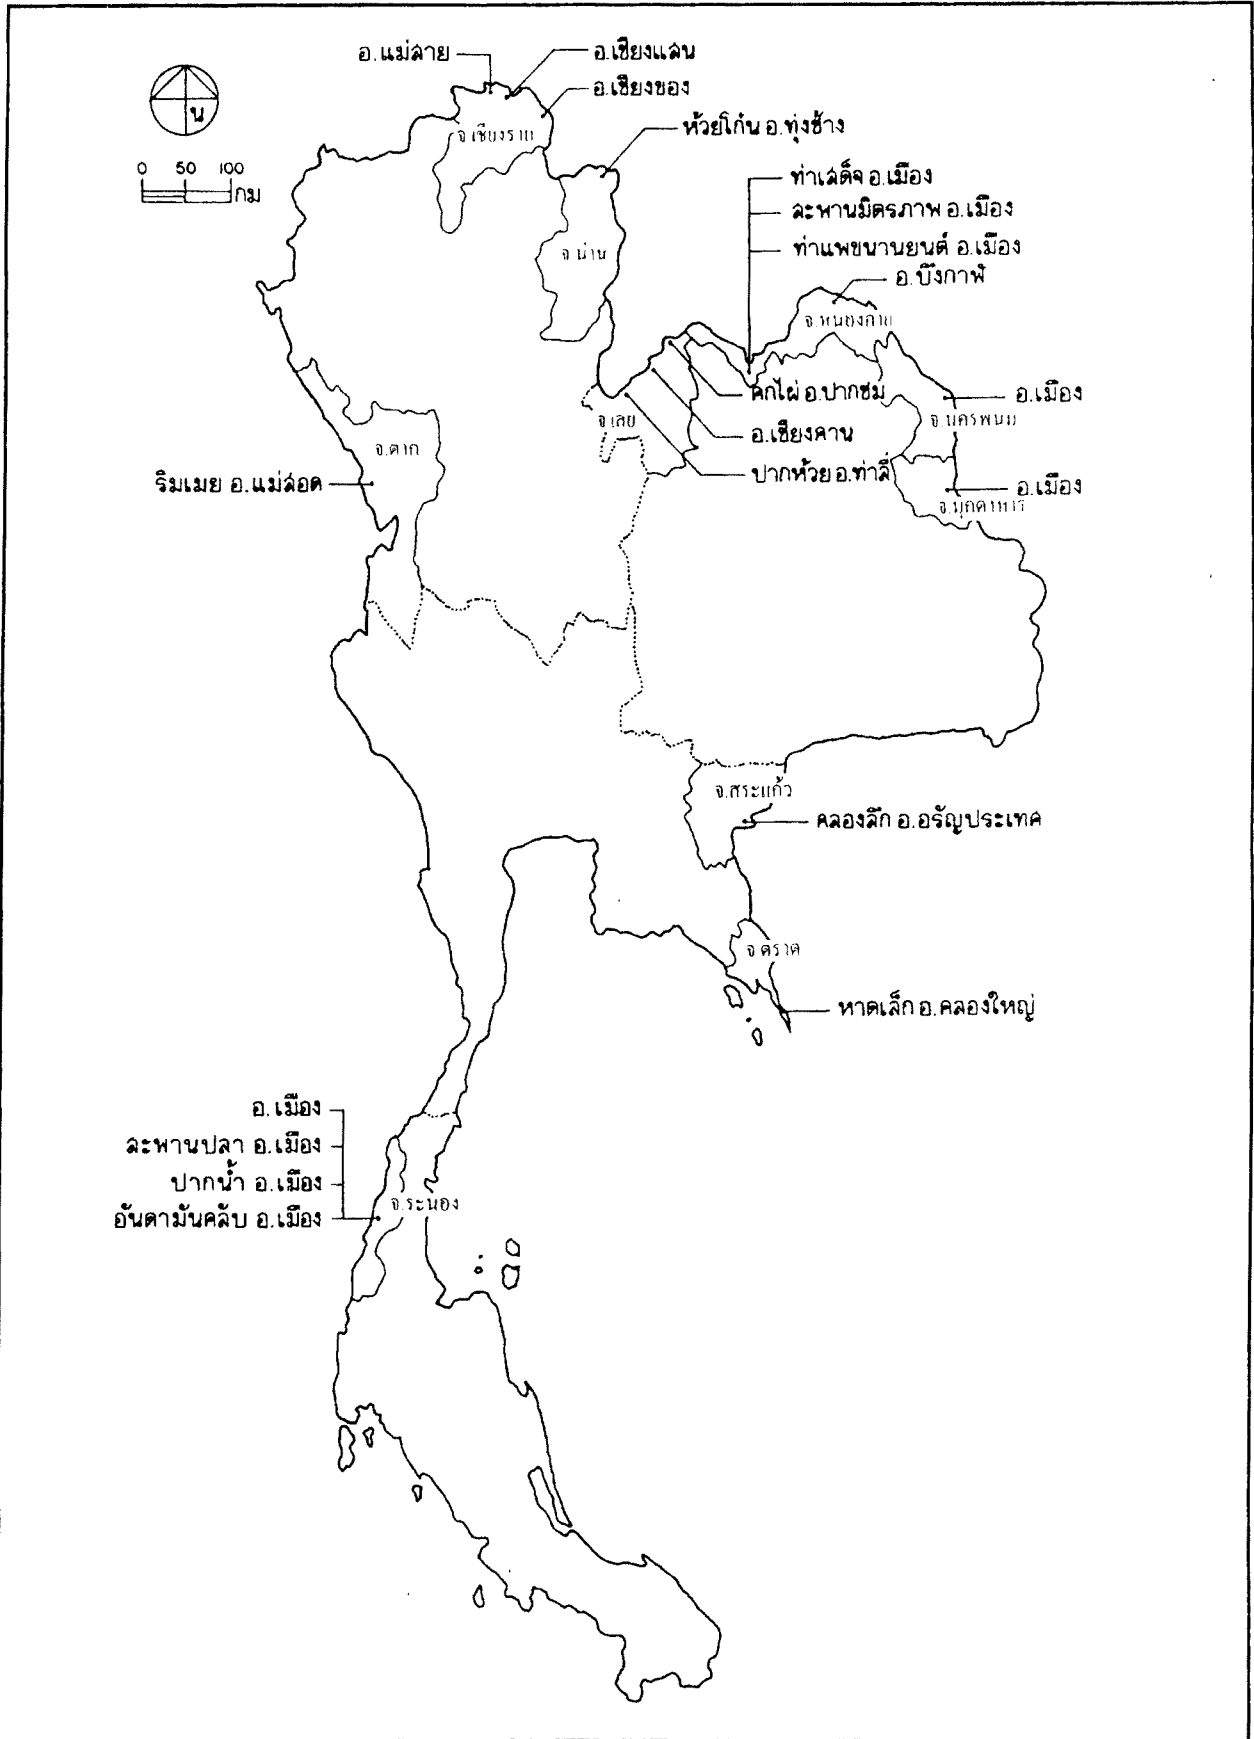 อ.แม่สาย
อ.เชียงแสน
อ.เชียงของ
น
จ.เชียงราย
ห้วยโก๋น อ.ทุ่งช้าง
0 50 100
กม
ท่าเสด็จ อ.เมือง
สะพานมิตรภาพ อ.เมือง
จ.น่าน
ท่าแพขนานยนต์ อ.เมือง
อ.บึงกาฬ
จ.หนองคาย
คกไผ่ อ.ปากชม
อ.เมือง
จ.เลย
จ.นครพนม
อ.เชียงคาน
จ.ตาก
ปากห้วย อ.ท่าลี่
ริมเมย อ.แม่สอด
อ.เมือง
จ.มุกดาหาร
จ.สระแก้ว
คลองลึก อ.อรัญประเทศ
จ.ตราด
หาดเล็ก อ.คลองใหญ่
อ.เมือง
สะพานปลา อ.เมือง
ปากน้ำ อ.เมือง
จ.ระนอง
อันดามันคลับ อ.เมือง